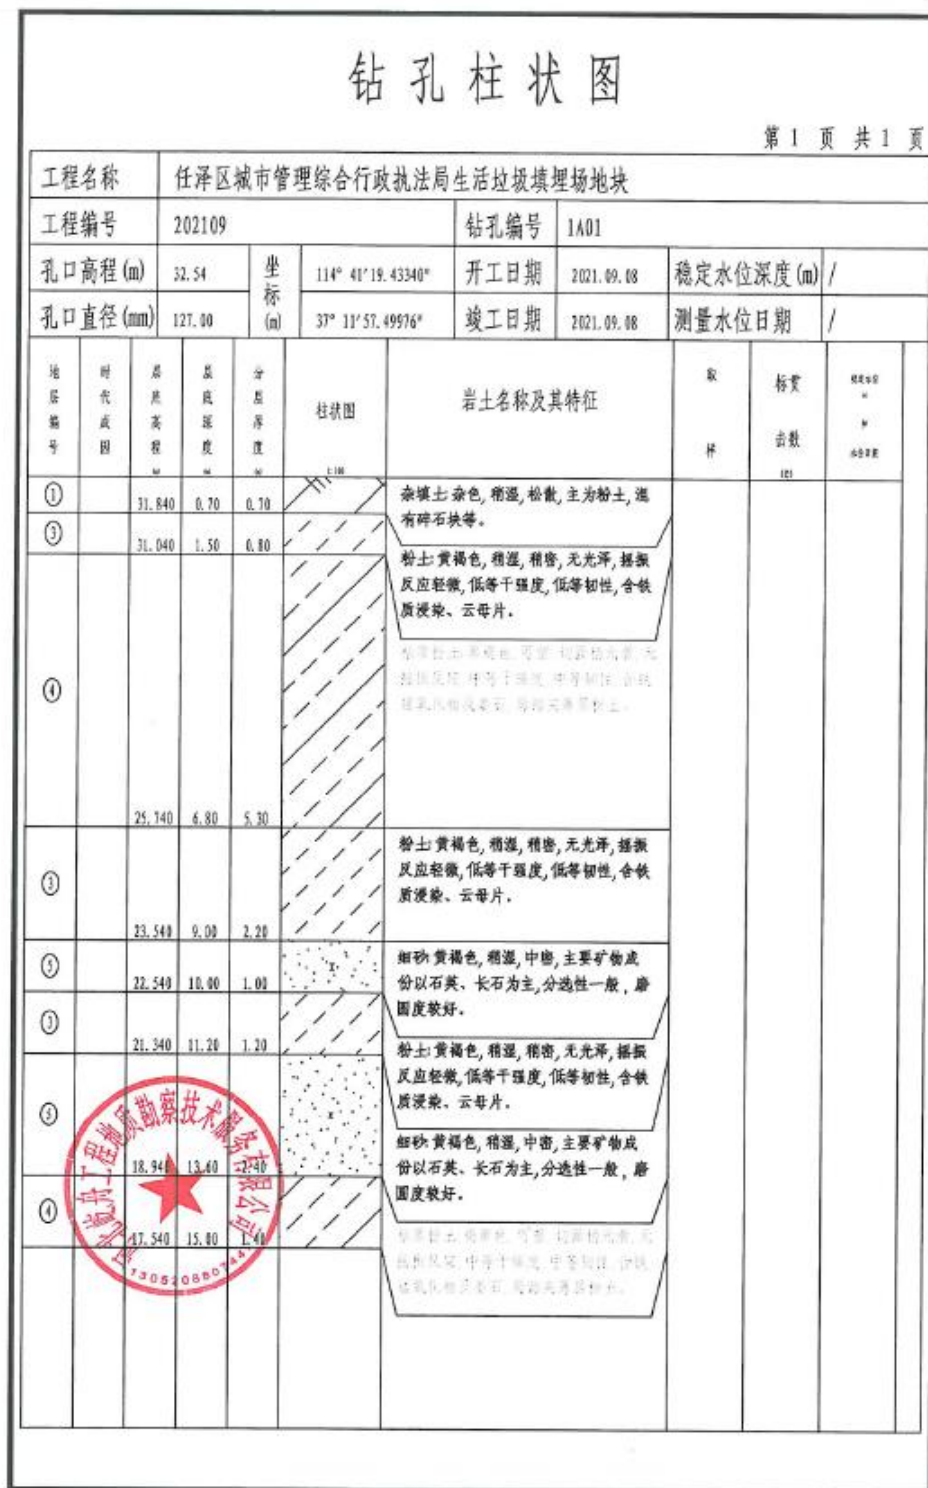 钻孔柱状图
第 1 页 共 1 页
工程名称 任泽区城市管理综合行政执法局生活垃圾填埋场地块
工程编号 202109 钻孔编号 1A01
孔口高程(m) 32.54 坐标(m) 114° 41′19.43340″ 开工日期 2021.09.08 稳定水位深度(m) /
孔口直径(mm) 127.00 37° 11′57.49976″ 竣工日期 2021.09.08 测量水位日期 /
地层编号 时代成因 层底高程 层底深度 分层厚度 柱状图 岩土名称及其特征 取样 标贯击数
1:100
① 31.840 0.70 0.70
杂填土:杂色,稍湿,松散,主为粉土,混
有碎石块等。
③ 31.040 1.50 0.80
粉土:黄褐色,稍湿,稍密,无光泽,摇振
反应轻微,低等干强度,低等韧性,含铁
质浸染、云母片。
④ 25.740 6.80 5.30
③ 23.540 9.00 2.20
粉土:黄褐色,稍湿,稍密,无光泽,摇振
反应轻微,低等干强度,低等韧性,含铁
质浸染、云母片。
⑤ 22.540 10.00 1.00
细砂:黄褐色,稍湿,中密,主要矿物成
份以石英、长石为主,分选性一般,磨
圆度较好。
③ 21.340 11.20 1.20
粉土:黄褐色,稍湿,稍密,无光泽,摇振
反应轻微,低等干强度,低等韧性,含铁
质浸染、云母片。
⑤ 18.940 13.60 2.40
细砂:黄褐色,稍湿,中密,主要矿物成
份以石英、长石为主,分选性一般,磨
圆度较好。
④ 17.540 15.00 1.40
工程地质勘察技术服务有限公司